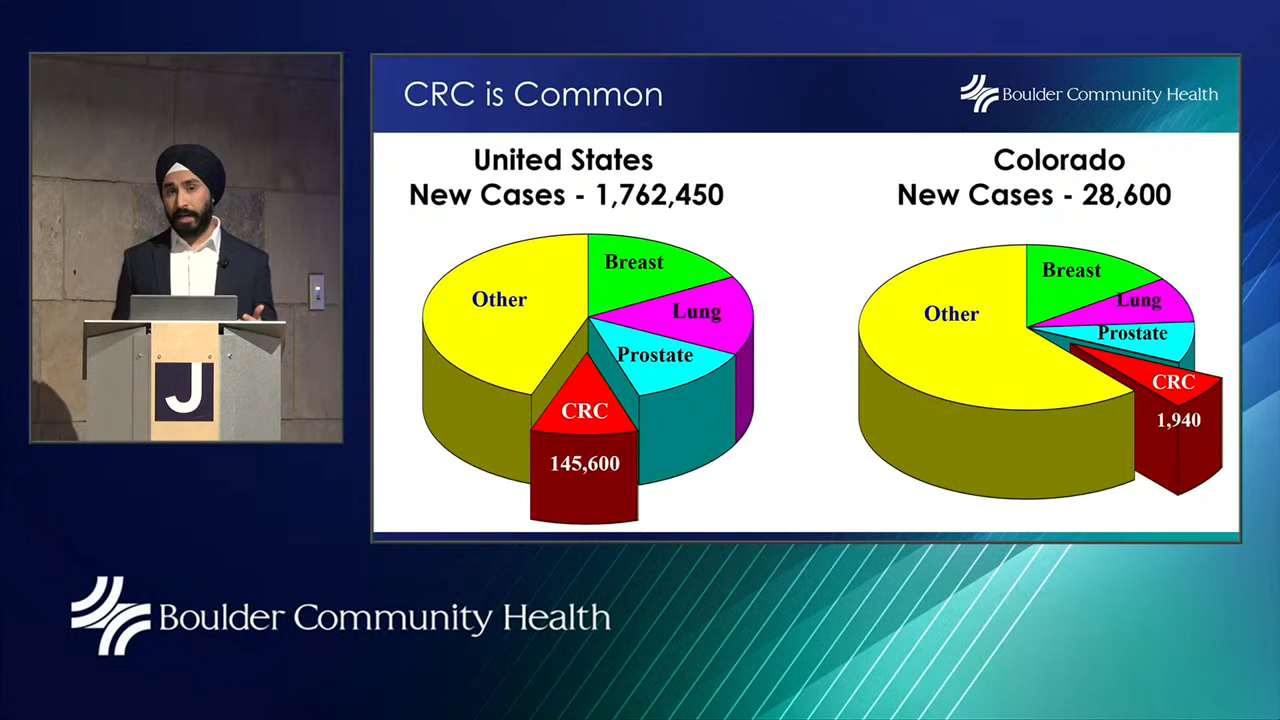 CRC is Common
Boulder Community Health
United States
New Cases - 1,762,450
Breast
Lung
Prostate
CRC
145,600
Other
Colorado
New Cases - 28,600
Breast
Lung
Prostate
CRC
1,940
Other
J
Boulder Community Health